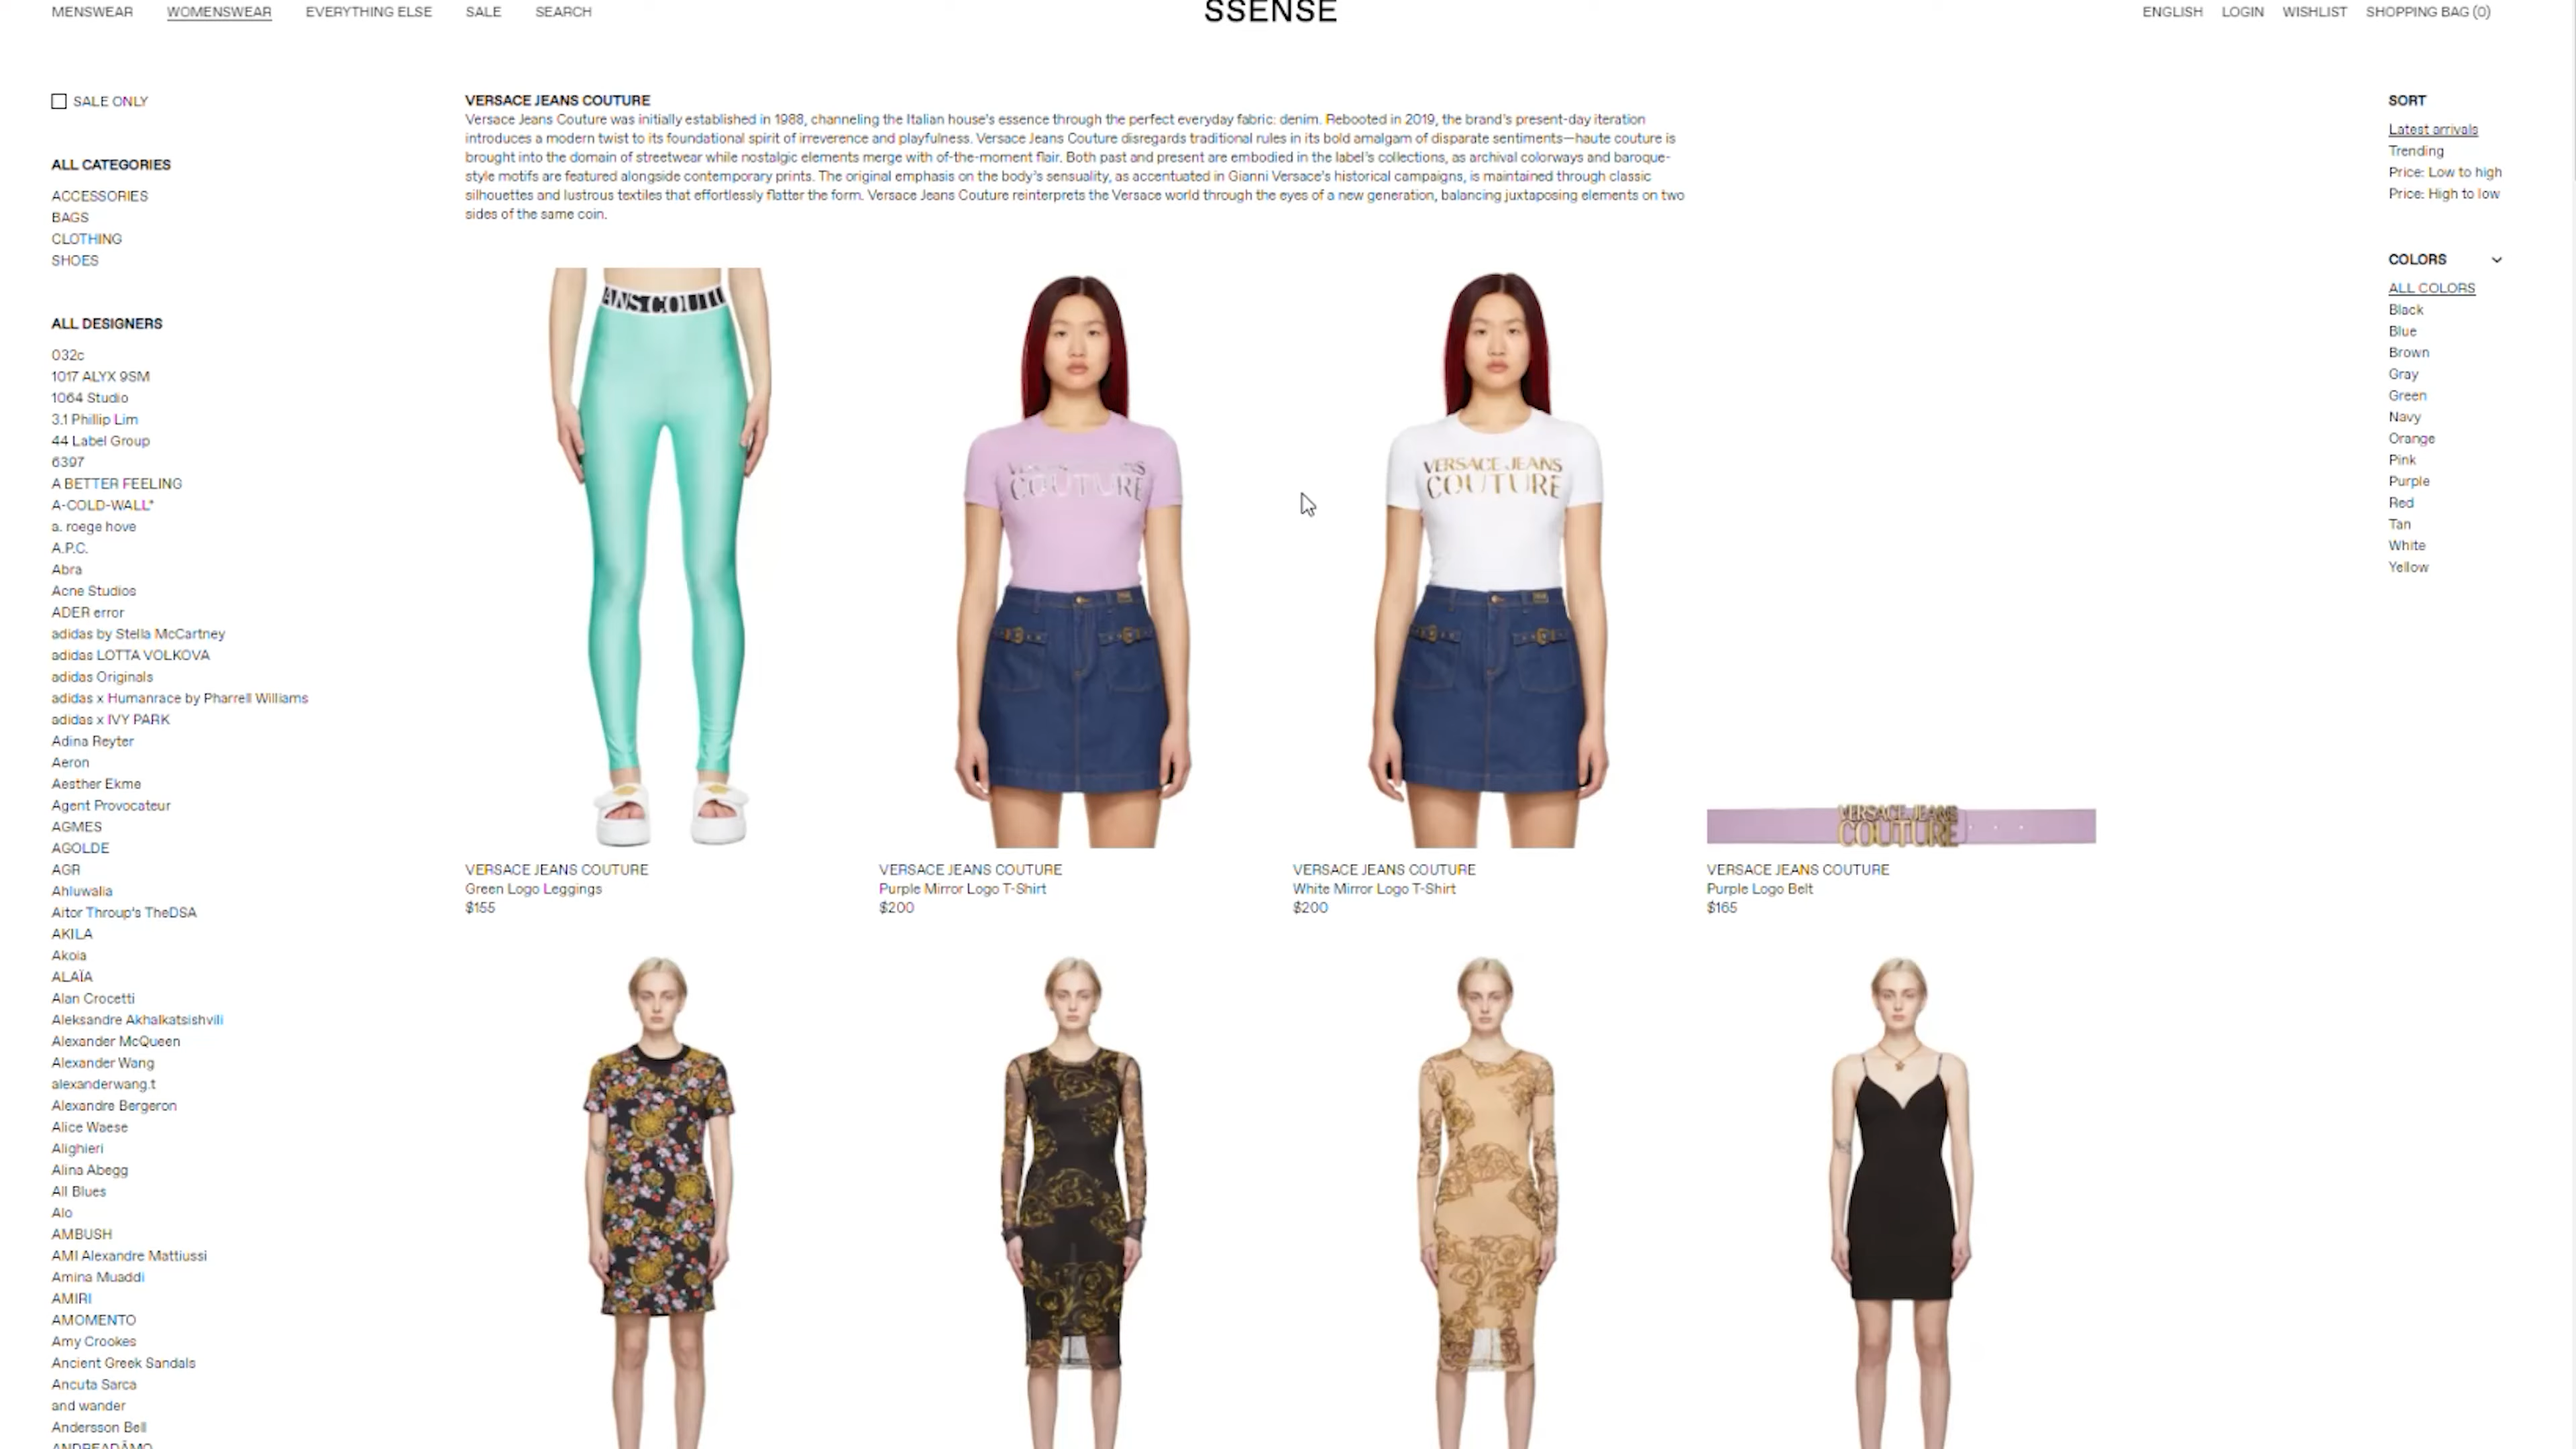 MENSWEAR WOMENSWEAR EVERYTHING ELSE SALE SEARCH SSENSE ENGLISH LOGIN WISHLIST SHOPPING BAG (0)
SALE ONLY
ALL CATEGORIES
ACCESSORIES
BAGS
CLOTHING
SHOES
ALL DESIGNERS
032c
1017 ALYX 9SM
1064 Studio
3.1 Phillip Lim
44 Label Group
6397
A BETTER FEELING
A-COLD-WALL*
a. roege hove
A.P.C.
Abra
Acne Studios
ADER error
adidas by Stella McCartney
adidas LOTTA VOLKOVA
adidas Originals
adidas x Humanrace by Pharrell Williams
adidas x IVY PARK
Adina Reyter
Aeron
Aesther Ekme
Agent Provocateur
AGMES
AGOLDE
AGR
Ahluwalia
Aitor Throup's TheDSA
AKILA
Akoia
ALAÏA
Alan Crocetti
Aleksandre Akhalkatsishvili
Alexander McQueen
Alexander Wang
alexanderwang.t
Alexandre Bergeron
Alice Waese
Alighieri
Alina Abegg
All Blues
Alo
AMBUSH
AMI Alexandre Mattiussi
Amina Muaddi
AMIRI
AMOMENTO
Amy Crookes
Ancient Greek Sandals
Ancuta Sarca
and wander
Andersson Bell
ANDREADĀMO
VERSACE JEANS COUTURE
Versace Jeans Couture was initially established in 1988, channeling the Italian house's essence through the perfect everyday fabric: denim. Rebooted in 2019, the brand's present-day iteration
introduces a modern twist to its foundational spirit of irreverence and playfulness. Versace Jeans Couture disregards traditional rules in its bold amalgam of disparate sentiments—haute couture is
brought into the domain of streetwear while nostalgic elements merge with of-the-moment flair. Both past and present are embodied in the label's collections, as archival colorways and baroque-
style motifs are featured alongside contemporary prints. The original emphasis on the body's sensuality, as accentuated in Gianni Versace's historical campaigns, is maintained through classic
silhouettes and lustrous textiles that effortlessly flatter the form. Versace Jeans Couture reinterprets the Versace world through the eyes of a new generation, balancing juxtaposing elements on two
sides of the same coin.
ANS COUTU
VERSACE JEANS
COUTURE
VERSACE JEANS
COUTURE
VERSACE JEANS
COUTURE
VERSACE JEANS COUTURE
Green Logo Leggings
$155
VERSACE JEANS COUTURE
Purple Mirror Logo T-Shirt
$200
VERSACE JEANS COUTURE
White Mirror Logo T-Shirt
$200
VERSACE JEANS COUTURE
Purple Logo Belt
$165
SORT
Latest arrivals
Trending
Price: Low to high
Price: High to low
COLORS
ALL COLORS
Black
Blue
Brown
Gray
Green
Navy
Orange
Pink
Purple
Red
Tan
White
Yellow